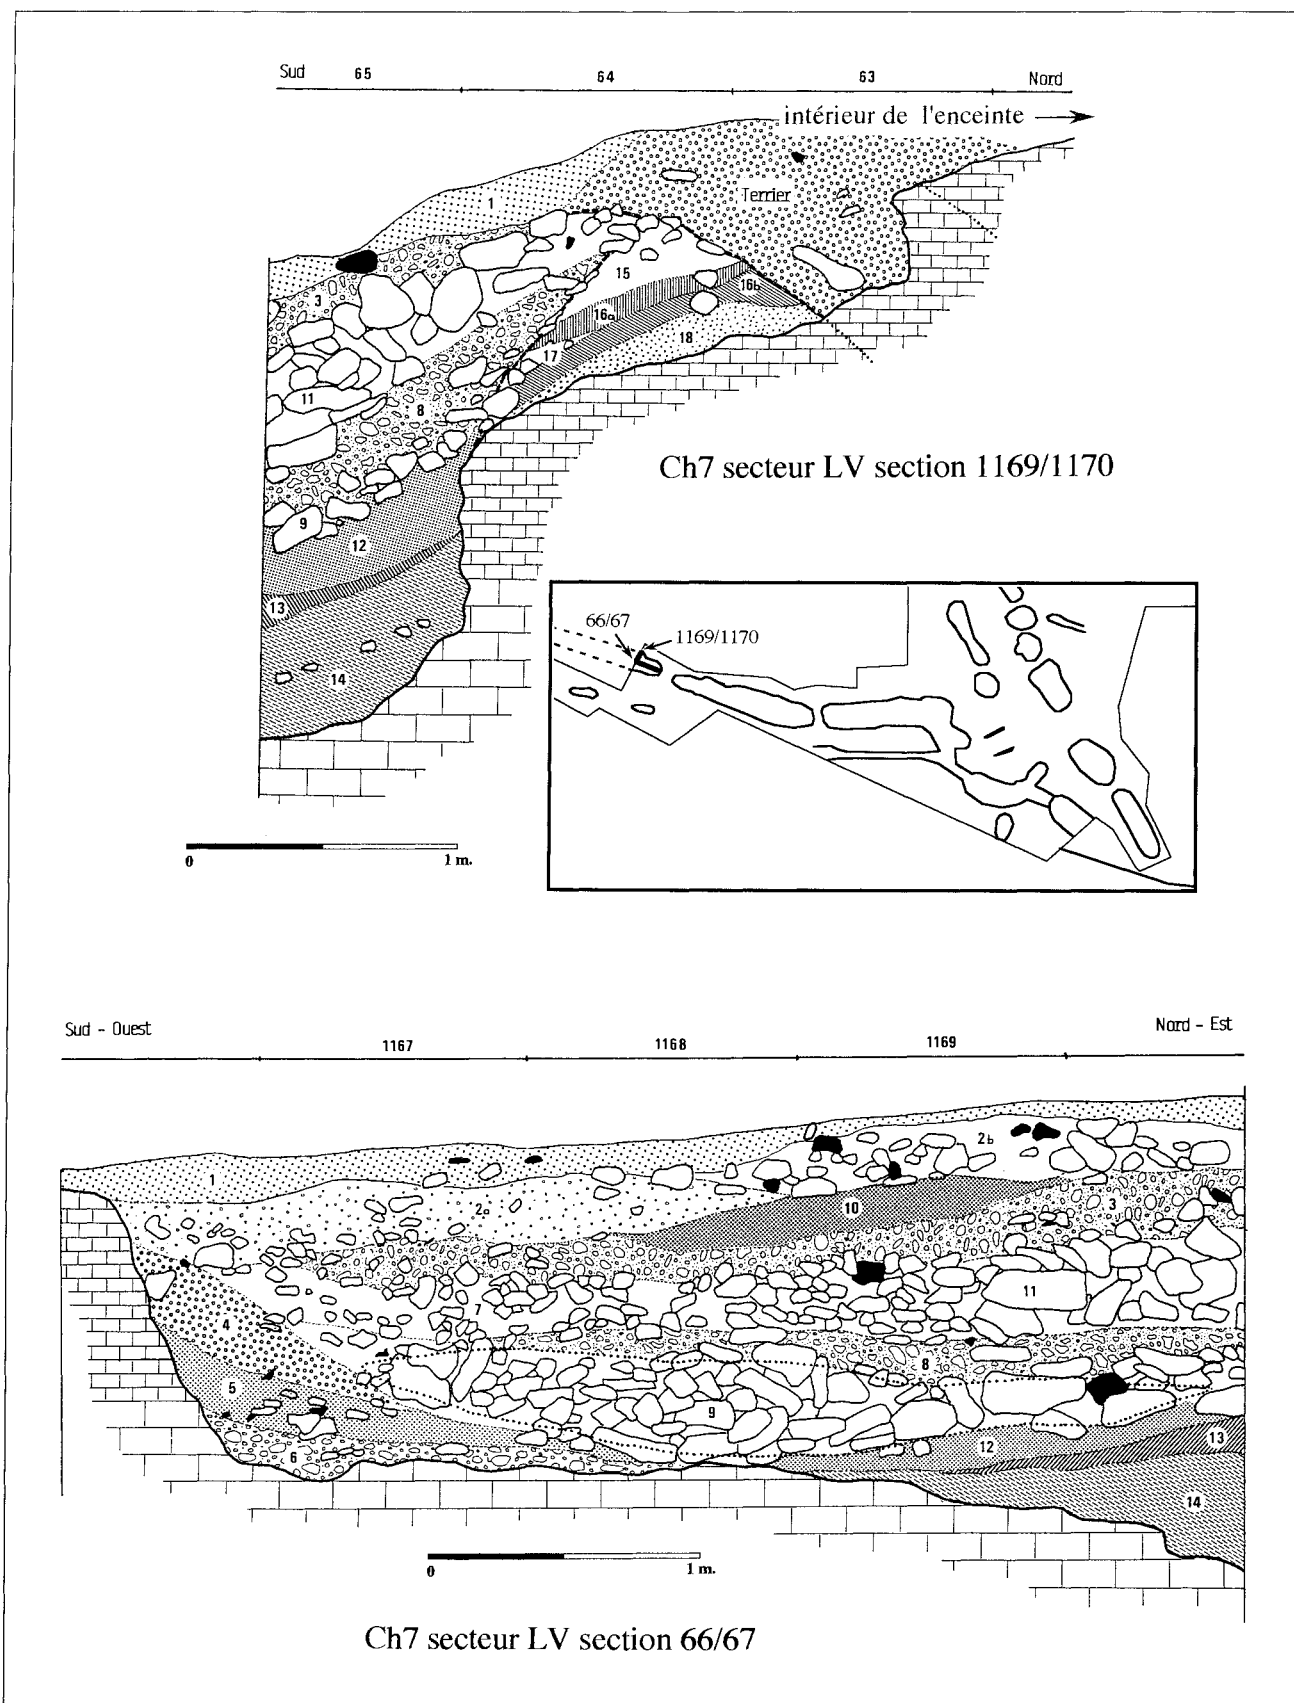 Sud 65 64 63 Nord
intérieur de l'enceinte
Terrier
1
15
3
16b
16a
18
17
11
8
9
12
13
14
Ch7 secteur LV section 1169/1170
66/67
1169/1170
0 1 m.
Sud - Ouest Nord - Est
1167 1168 1169
2b
1
2a
10
3
11
7
4
8
5
9
12
13
6
14
0 1 m.
Ch7 secteur LV section 66/67